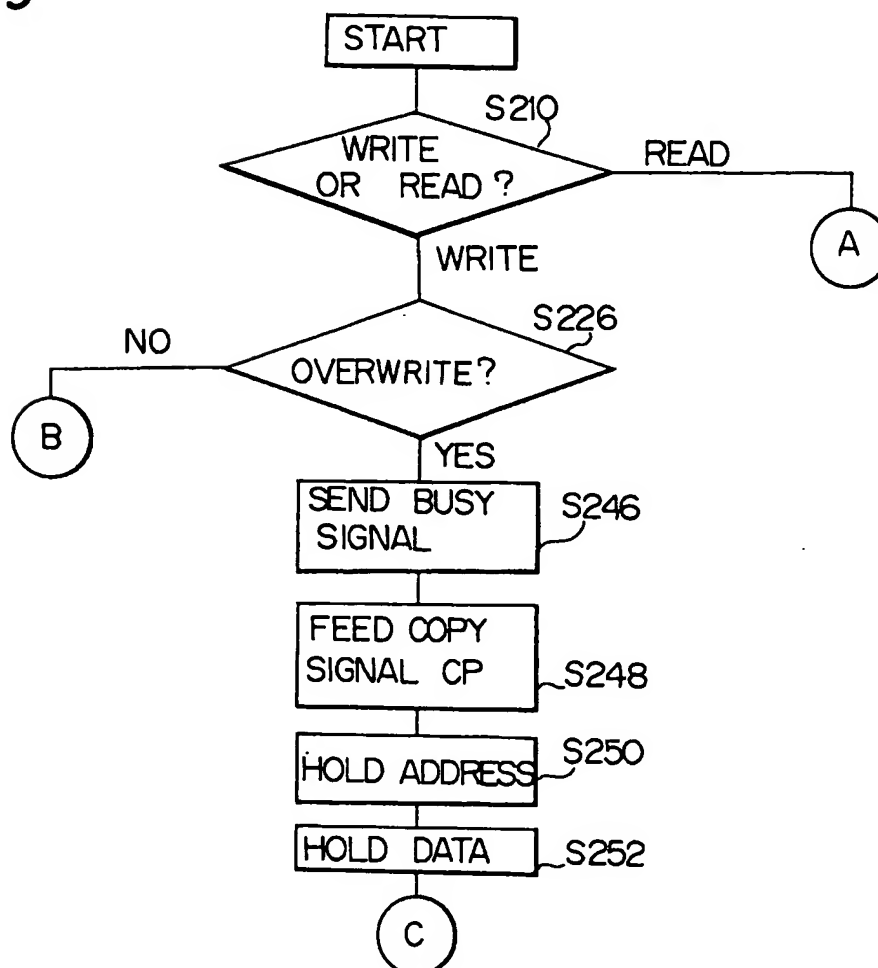 START
S210
WRITE
OR READ?
READ
A
WRITE
S226
NO
OVERWRITE?
B
YES
SEND BUSY
SIGNAL
S246
FEED COPY
SIGNAL CP
S248
HOLD ADDRESS
S250
HOLD DATA
S252
C